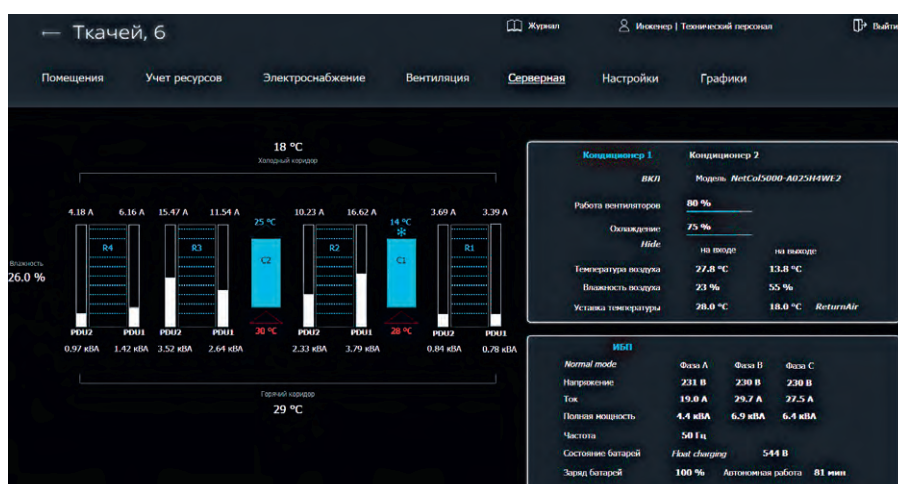 ← Ткачей, 6
Журнал
Инженер | Технический персонал
Выйти
Помещения Учет ресурсов Электроснабжение Вентиляция Серверная Настройки Графики
18 °C
Холодный коридор
4.18 A 6.16 A 15.47 A 11.54 A 25 °C 10.23 A 16.62 A 14 °C 3.69 A 3.39 A
R4 R3 C2 R2 C1 R1
Влажность
26.0 %
PDU2 PDU1 PDU2 PDU1 30 °C PDU2 PDU1 28 °C PDU2 PDU1
0.97 кВА 1.42 кВА 3.52 кВА 2.64 кВА 2.33 кВА 3.79 кВА 0.84 кВА 0.78 кВА
Горячий коридор
29 °C
Кондиционер 1 Кондиционер 2
ВКЛ Модель NetCol5000-A025H4WE2
Работа вентиляторов 80 %
Охлаждение 75 %
Hide на входе на выходе
Температура воздуха 27.8 °C 13.8 °C
Влажность воздуха 23 % 55 %
Уставка температуры 28.0 °C 18.0 °C ReturnAir
ИБП
Normal mode Фаза А Фаза В Фаза С
Напряжение 231 В 230 В 230 В
Ток 19.0 А 29.7 А 27.5 А
Полная мощность 4.4 кВА 6.9 кВА 6.4 кВА
Частота 50 Гц
Состояние батарей Float charging 544 В
Заряд батарей 100 % Автономная работа 81 мин